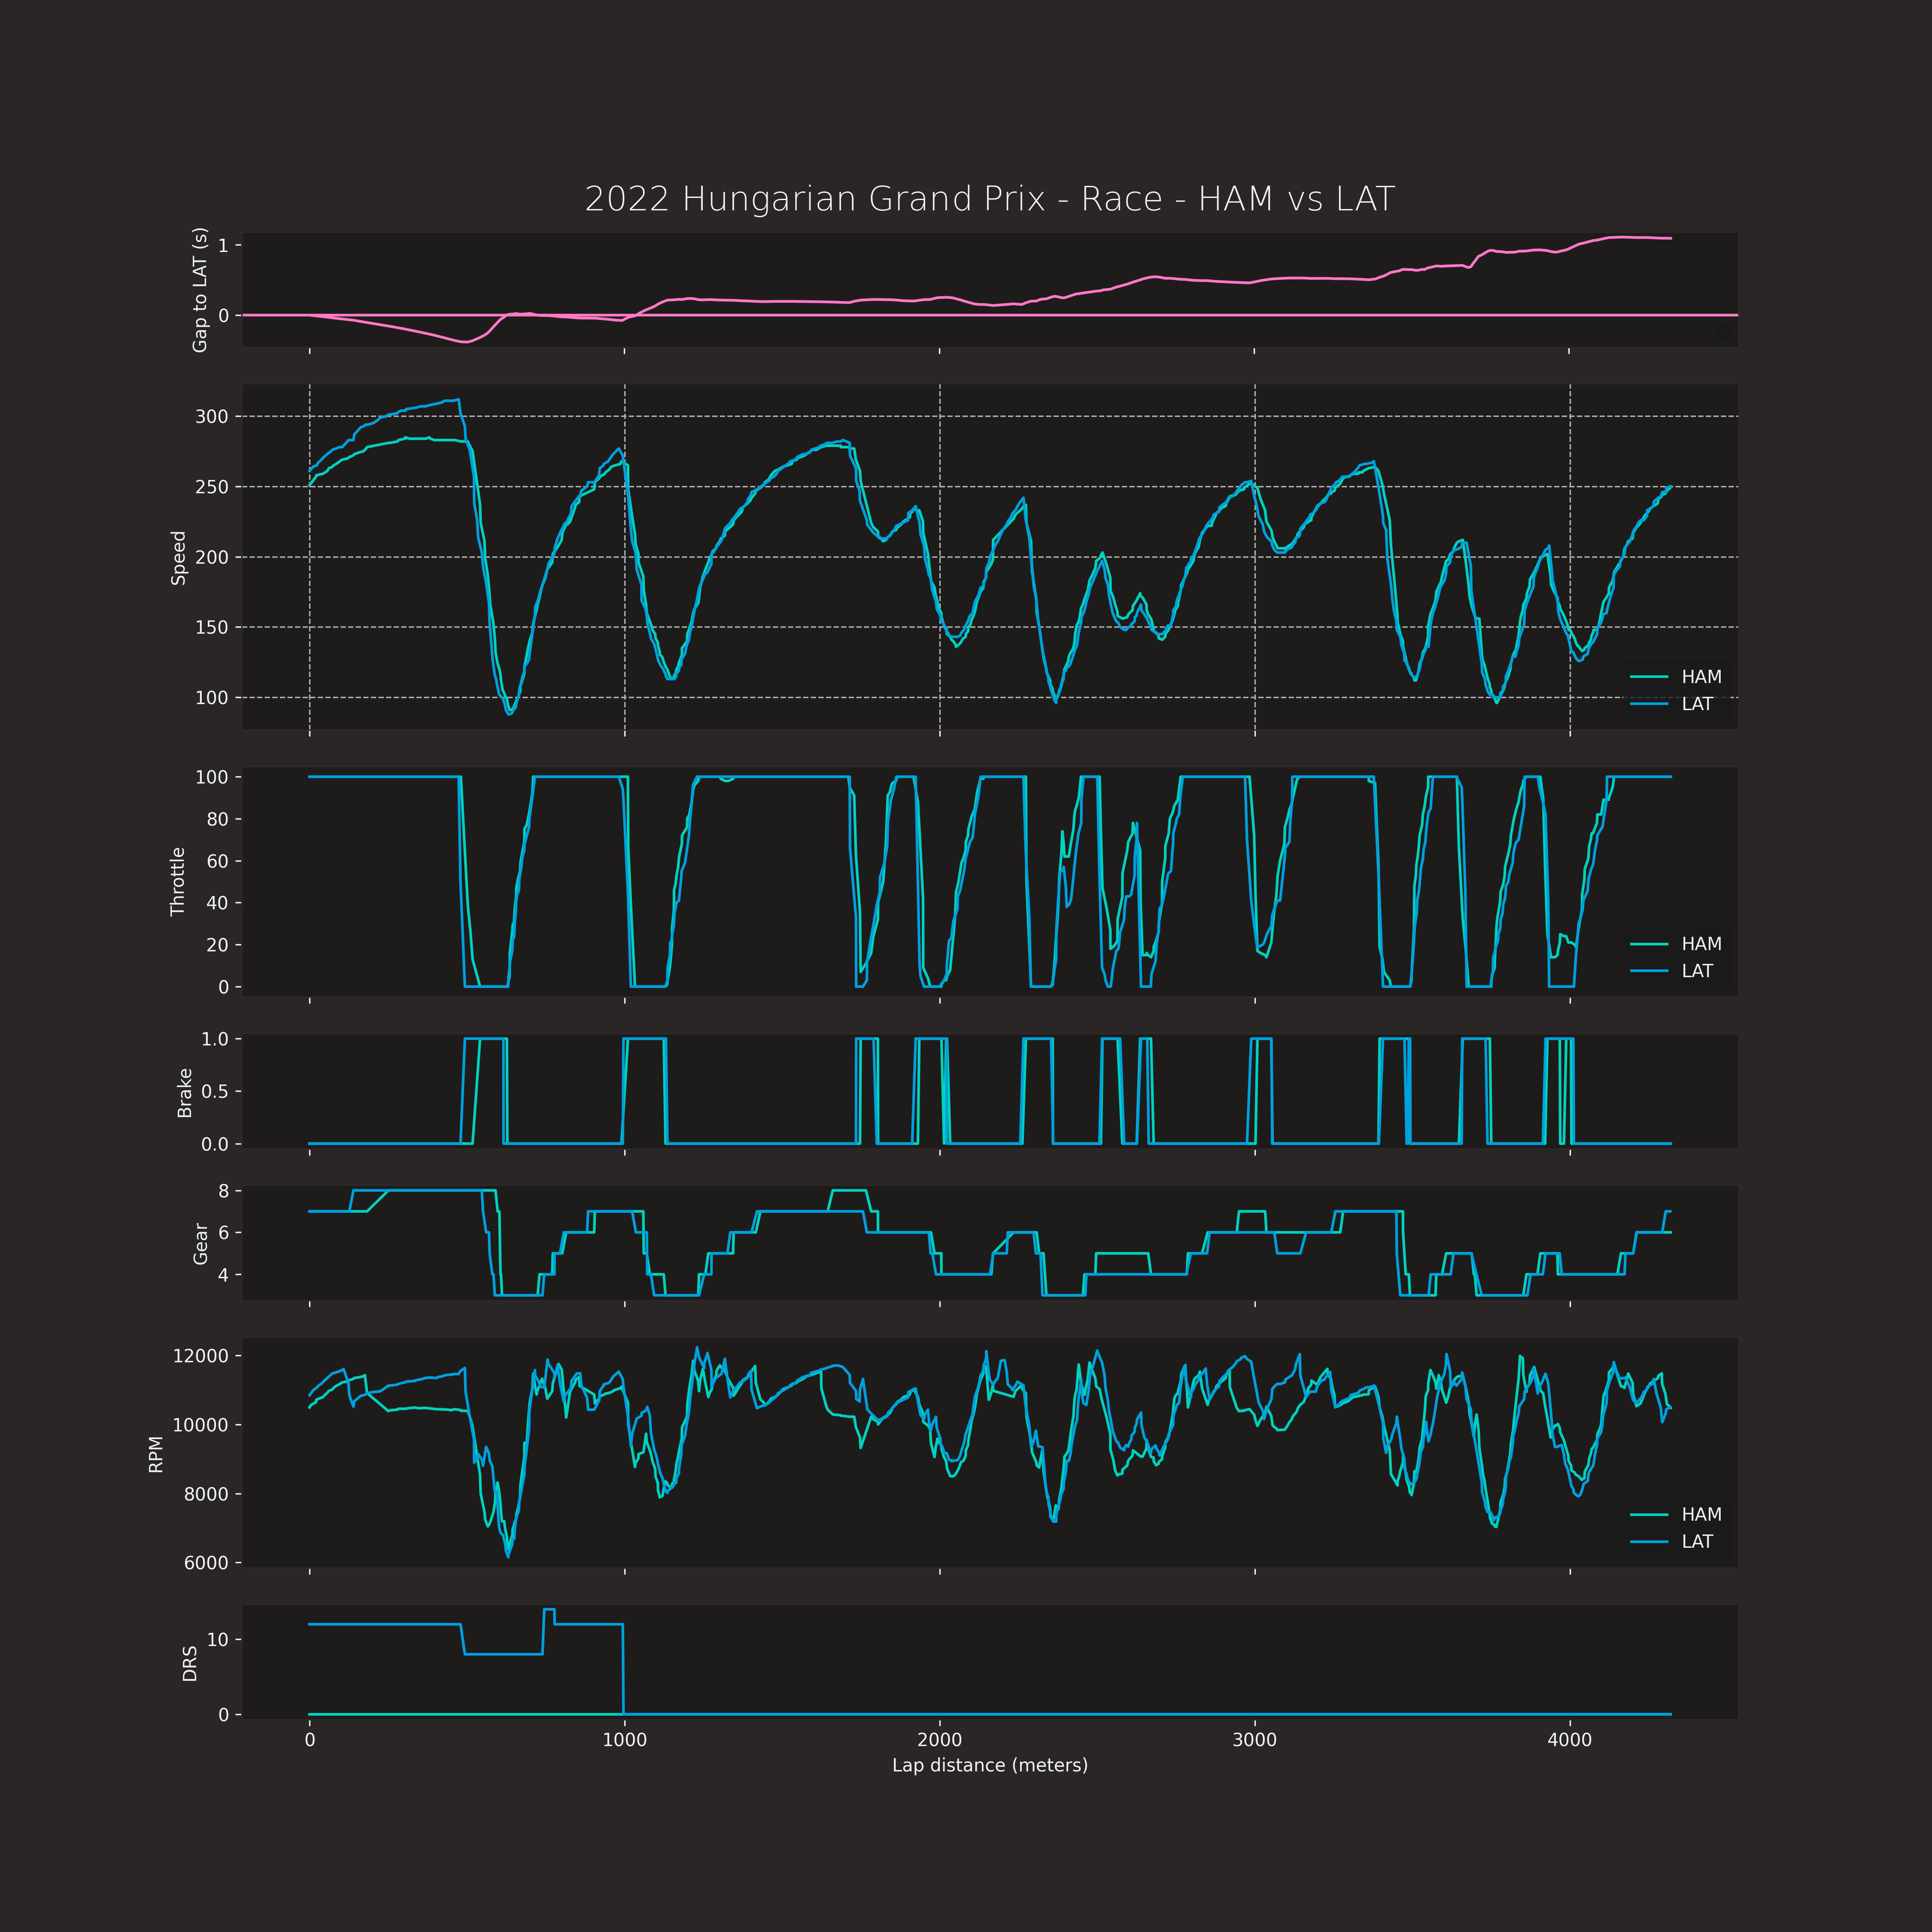 2022 Hungarian Grand Prix - Race - HAM vs LAT
Gap to LAT (s)
1
0
Speed
300
250
200
150
100
HAM
LAT
Throttle
100
80
60
40
20
0
HAM
LAT
Brake
1.0
0.5
0.0
Gear
8
6
4
RPM
12000
10000
8000
6000
HAM
LAT
DRS
10
0
0 1000 2000 3000 4000
Lap distance (meters)